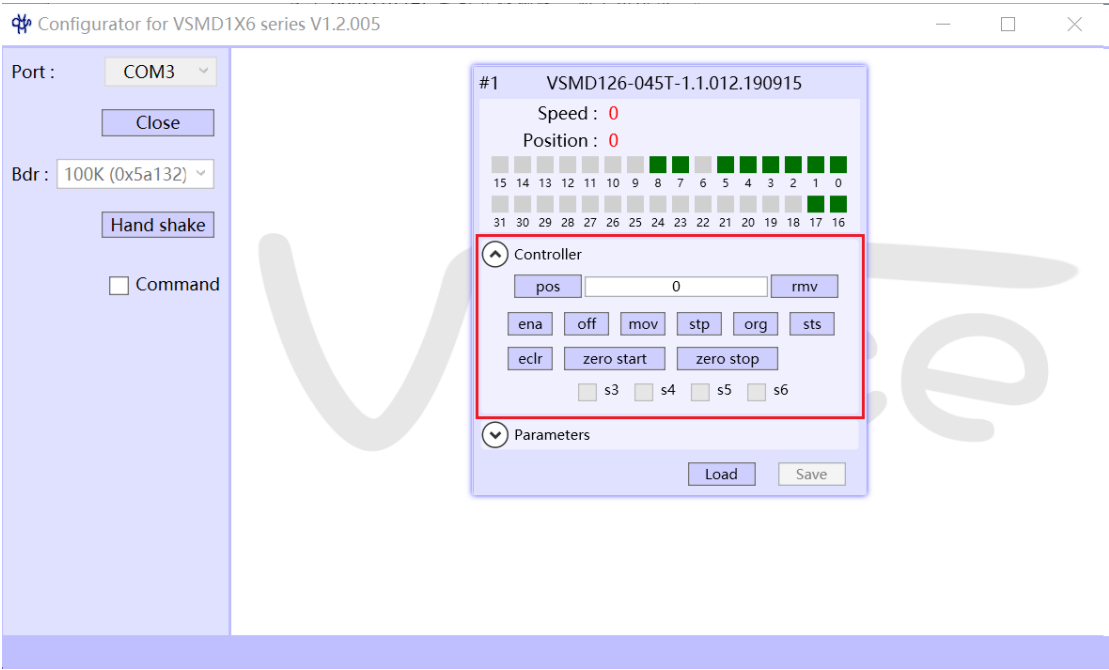 Configurator for VSMD1X6 series V1.2.005
Port : COM3
Close
Bdr : 100K (0x5a132)
Hand shake
Command
#1 VSMD126-045T-1.1.012.190915
Speed : 0
Position : 0
15 14 13 12 11 10 9 8 7 6 5 4 3 2 1 0
31 30 29 28 27 26 25 24 23 22 21 20 19 18 17 16
Controller
pos 0 rmv
ena off mov stp org sts
eclr zero start zero stop
s3 s4 s5 s6
Parameters
Load Save